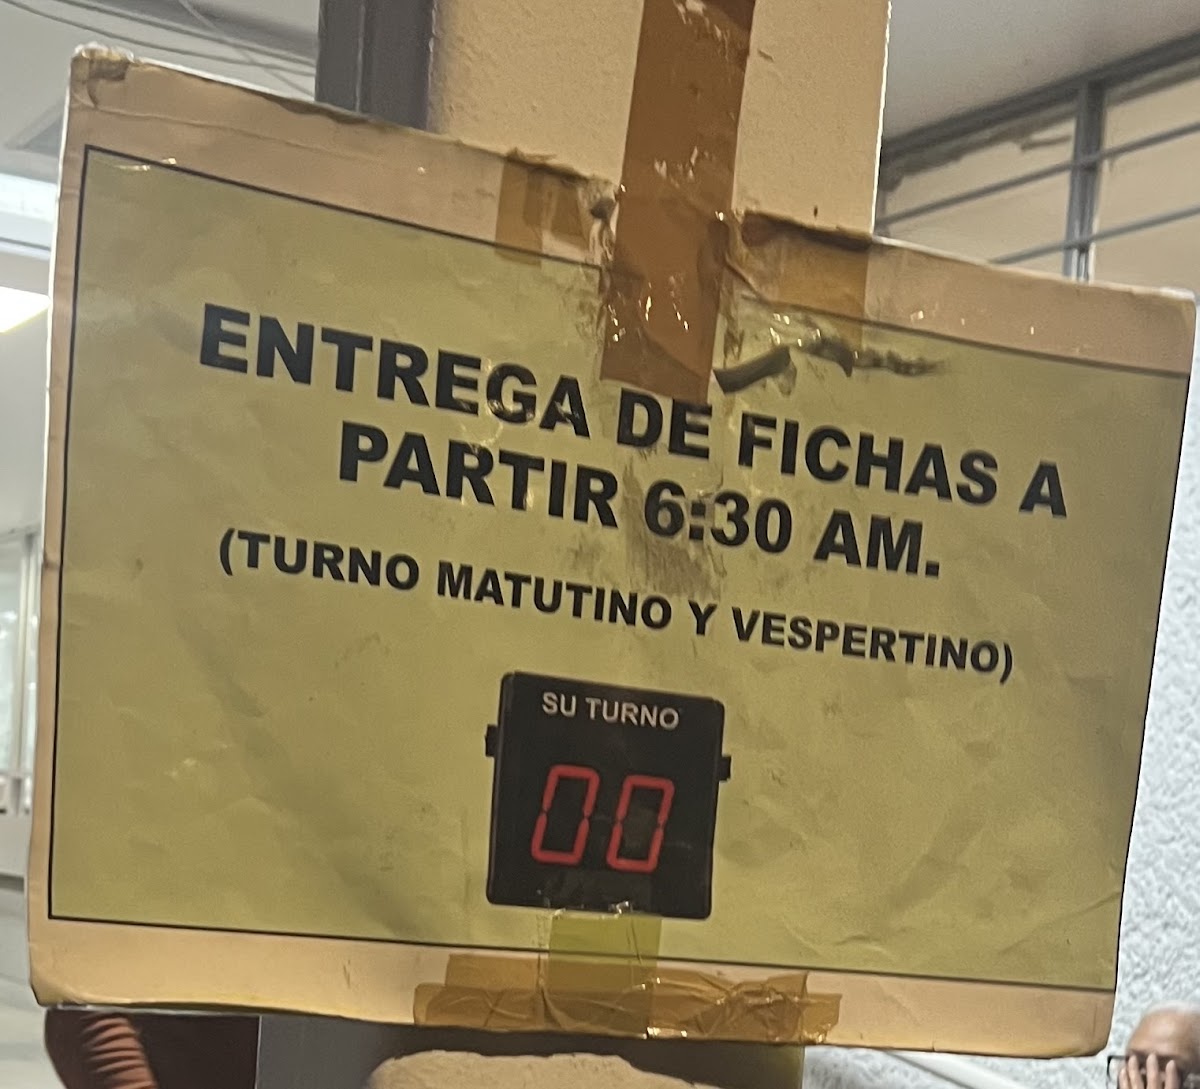 ENTREGA DE FICHAS A
PARTIR 6:30 AM.
(TURNO MATUTINO Y VESPERTINO)
SU TURNO
00